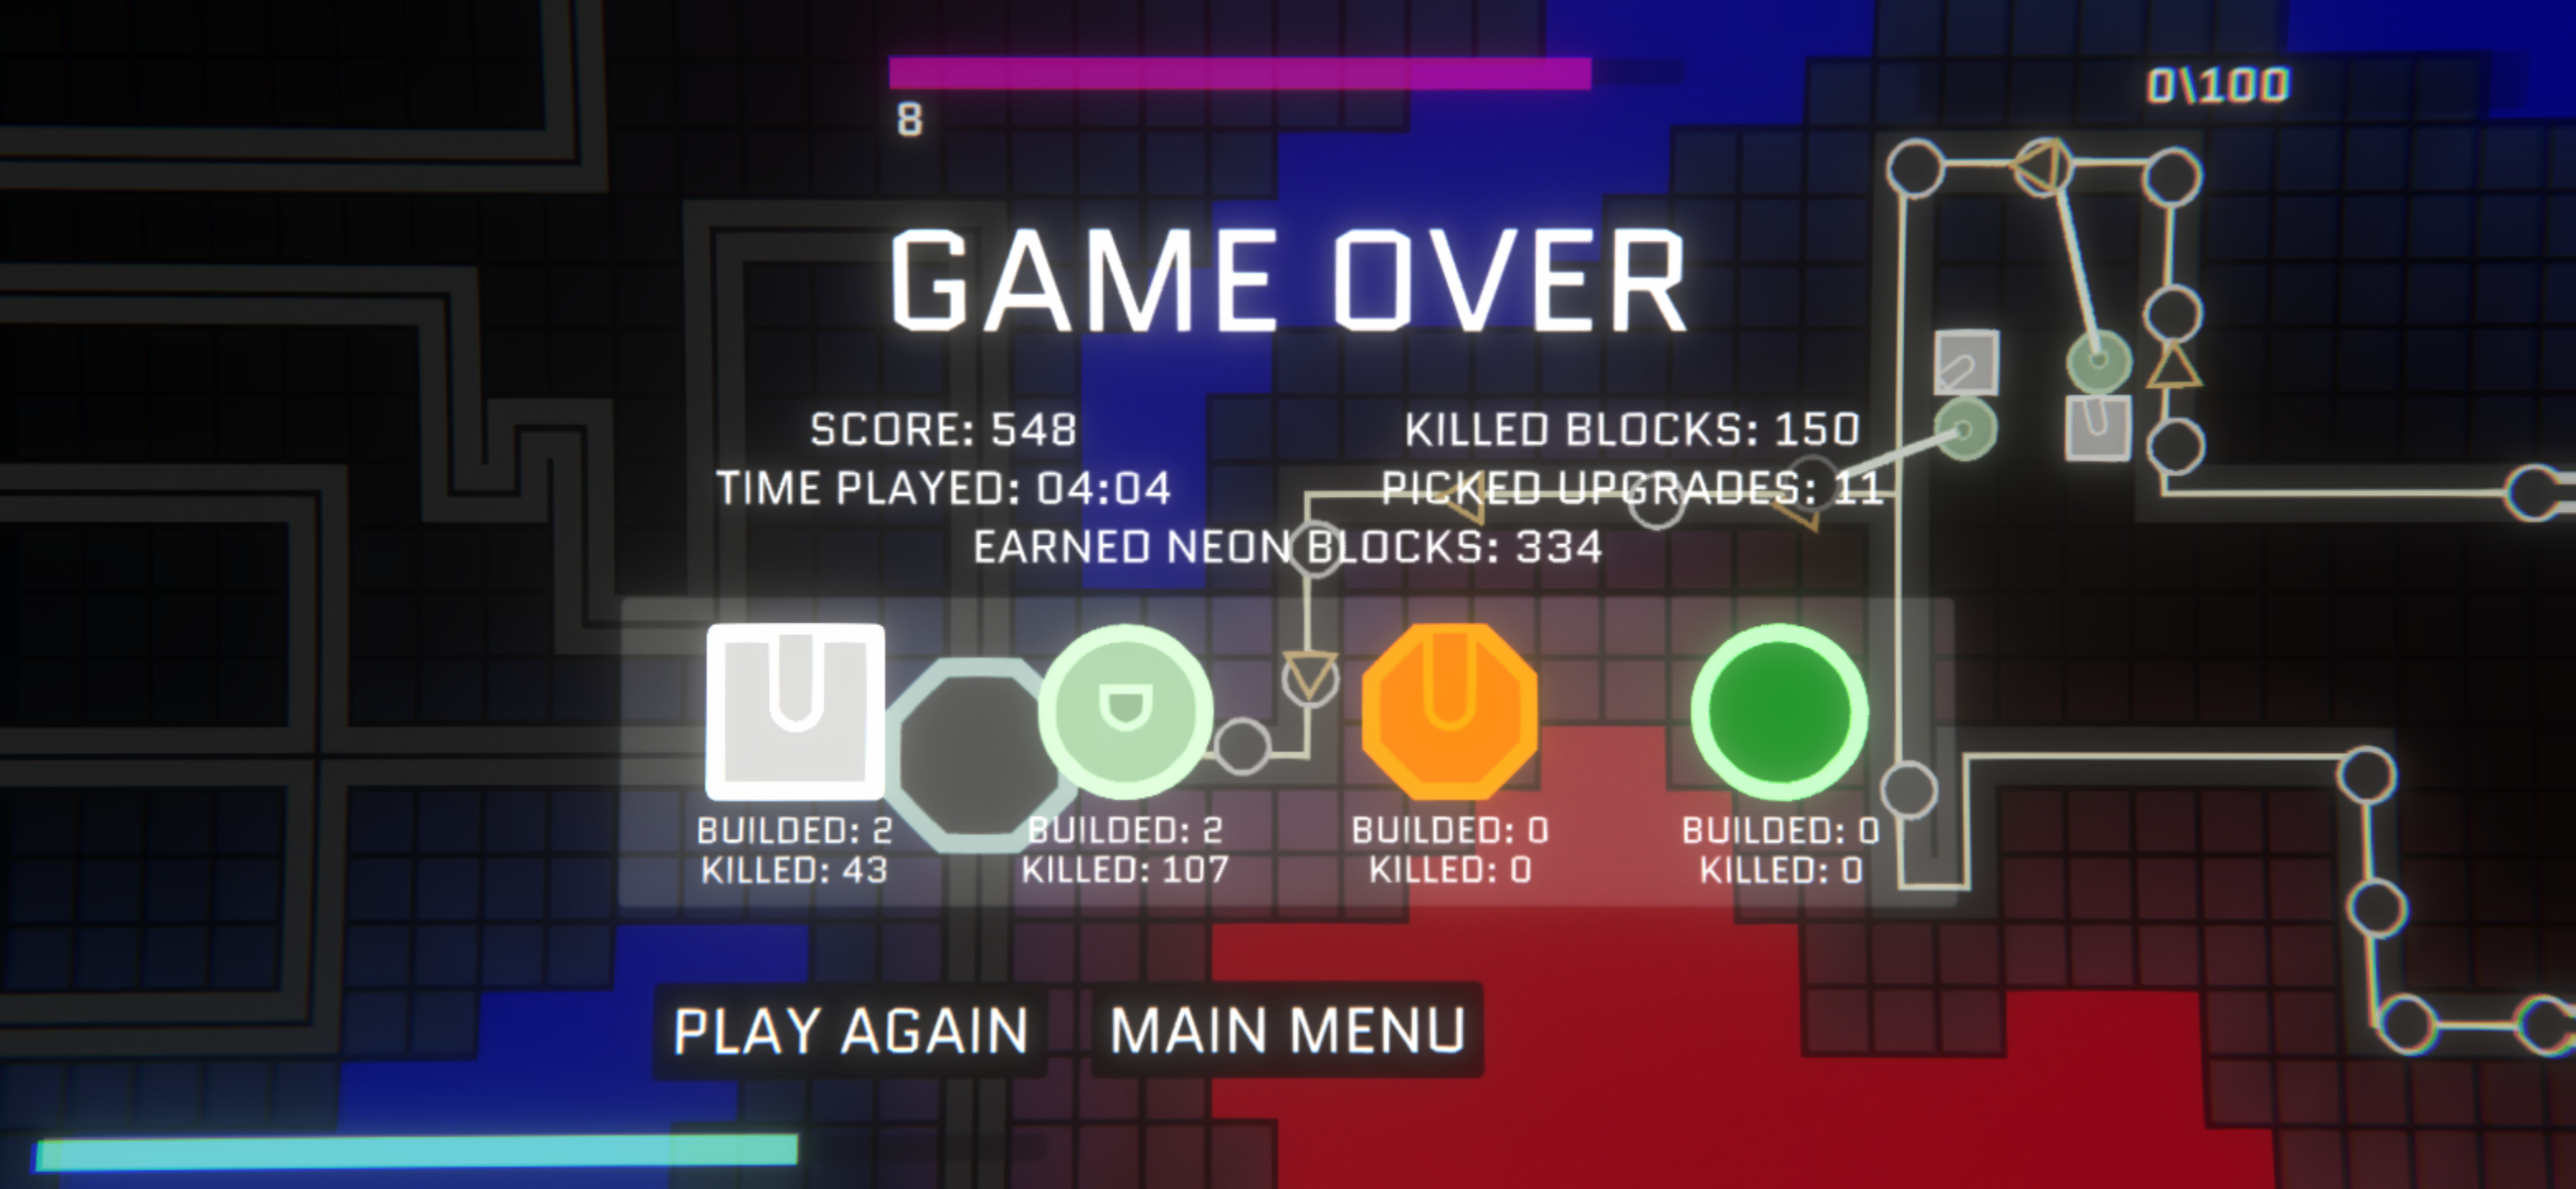 8
0\100
GAME OVER
SCORE: 548
KILLED BLOCKS: 150
TIME PLAYED: 04:04
PICKED UPGRADES: 11
EARNED NEON BLOCKS: 334
BUILDED: 2
KILLED: 43
BUILDED: 2
KILLED: 107
BUILDED: 0
KILLED: 0
BUILDED: 0
KILLED: 0
PLAY AGAIN
MAIN MENU